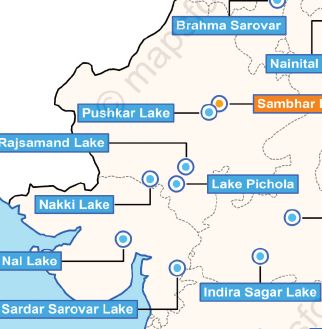 Brahma Sarovar
Nainital
Sambhar
Pushkar Lake
Rajsamand Lake
Lake Pichola
Nakki Lake
Nal Lake
Indira Sagar Lake
Sardar Sarovar Lake